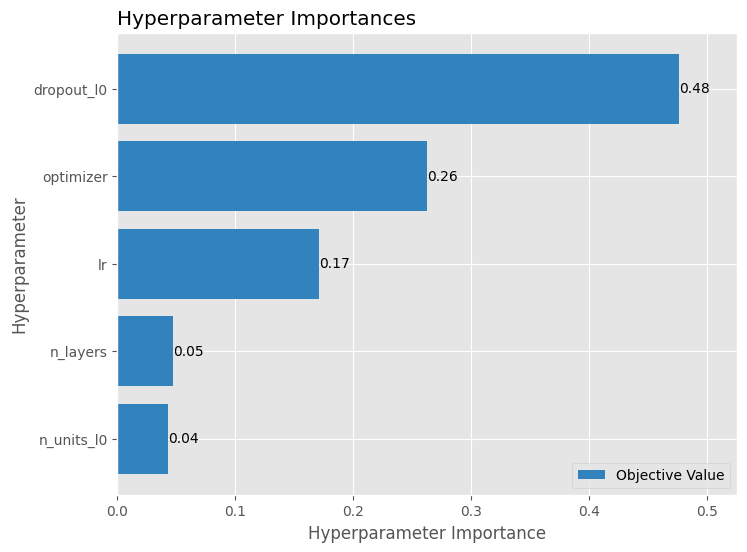 Hyperparameter Importances
Hyperparameter
dropout_l0
0.48
optimizer
0.26
lr
0.17
n_layers
0.05
n_units_l0
0.04
Objective Value
0.0
0.1
0.2
0.3
0.4
0.5
Hyperparameter Importance